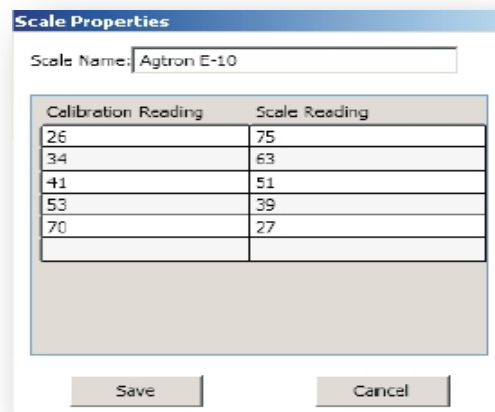 Scale Properties
Scale Name: Agtron E-10
Calibration Reading Scale Reading
26 75
34 63
41 51
53 39
70 27
Save Cancel